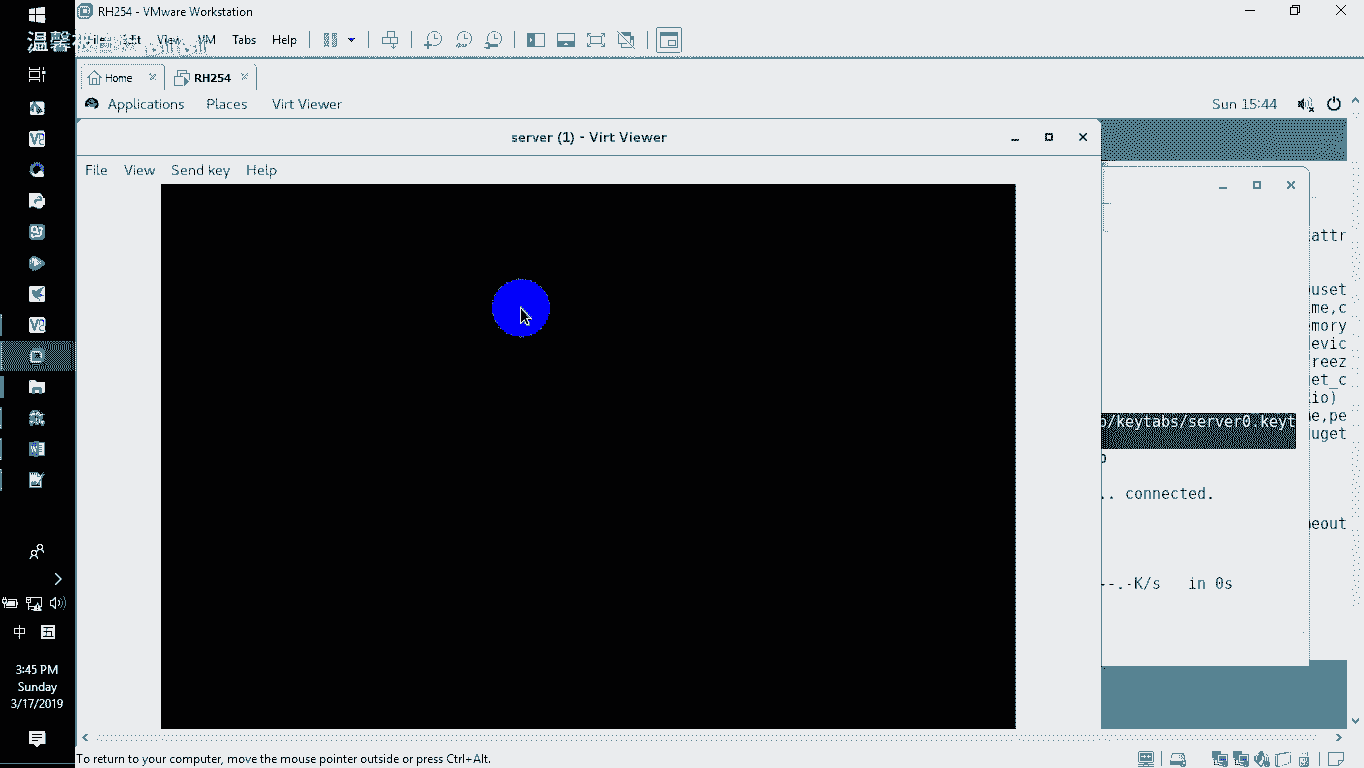 RH254 - VMware Workstation
温馨
File Edit View VM Tabs Help
Home
RH254
Applications Places Virt Viewer
Sun 15:44
server (1) - Virt Viewer
File View Send key Help
attr
uset
me,c
mory
evic
reez
et_c
io)
e,pe
uget
/keytabs/server0.keyt
.. connected.
eout
--.-K/s in 0s
中 五
3:45 PM
Sunday
3/17/2019
To return to your computer, move the mouse pointer outside or press Ctrl+Alt.